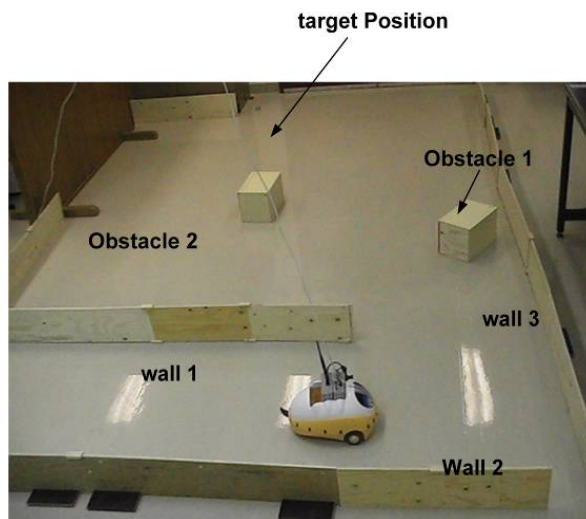 target Position
Obstacle 1
Obstacle 2
wall 3
wall 1
Wall 2